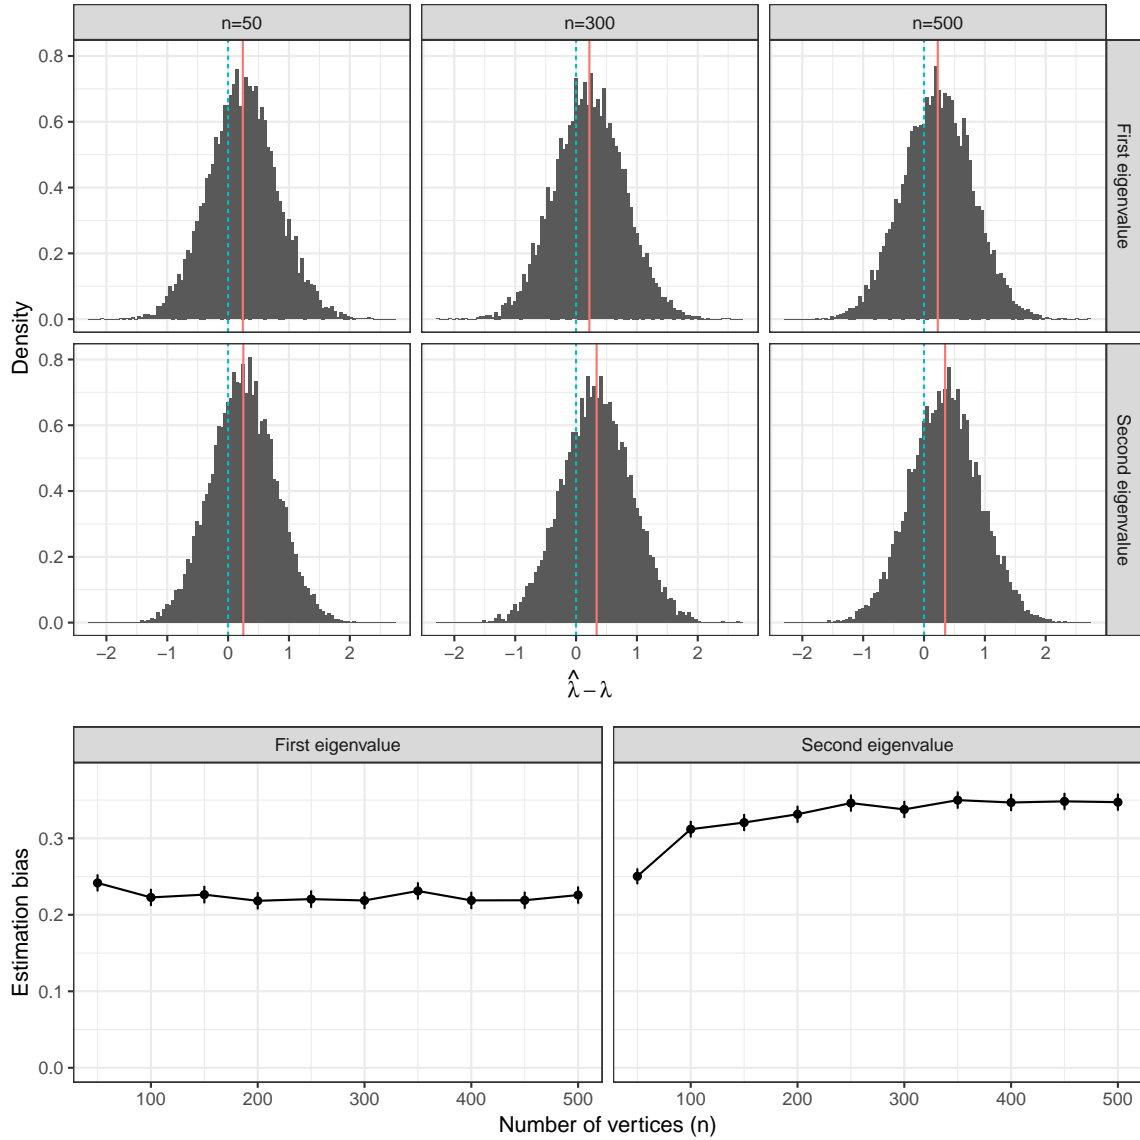 n=50 n=300 n=500
0.8
0.6
0.4
0.2
0.0
First eigenvalue
Density
0.8
0.6
0.4
0.2
0.0
Second eigenvalue
−2 −1 0 1 2 −2 −1 0 1 2 −2 −1 0 1 2
λ̂ − λ
First eigenvalue Second eigenvalue
Estimation bias
0.3
0.2
0.1
0.0
100 200 300 400 500 100 200 300 400 500
Number of vertices (n)